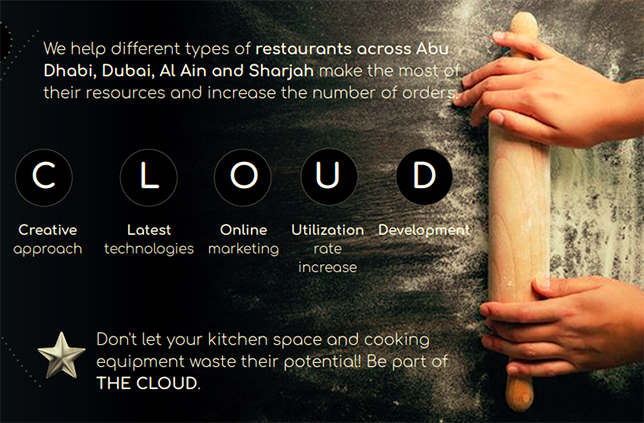 We help different types of restaurants across Abu
Dhabi, Dubai, Al Ain and Sharjah make the most of
their resources and increase the number of orders.
C L O U D
Creative Latest Online Utilization Development
approach technologies marketing rate
increase
Don't let your kitchen space and cooking
equipment waste their potential! Be part of
THE CLOUD.